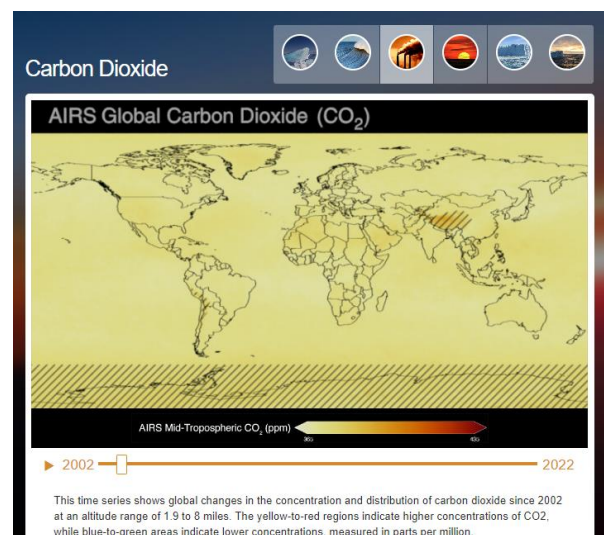 Carbon Dioxide
AIRS Global Carbon Dioxide (CO₂)
AIRS Mid-Tropospheric CO₂ (ppm)
2002
2022
This time series shows global changes in the concentration and distribution of carbon dioxide since 2002
at an altitude range of 1.9 to 8 miles. The yellow-to-red regions indicate higher concentrations of CO2,
while blue-to-green areas indicate lower concentrations, measured in parts per million.